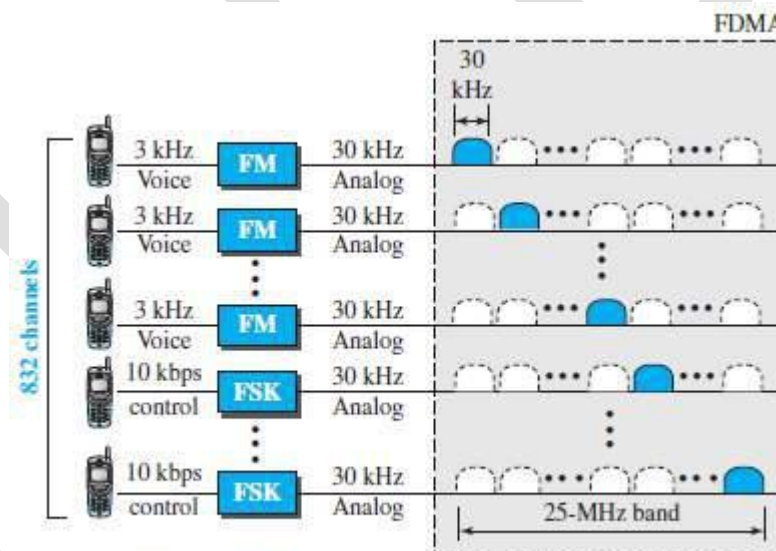 FDMA
30
kHz
3 kHz
Voice
FM
30 kHz
Analog
3 kHz
Voice
FM
30 kHz
Analog
3 kHz
Voice
FM
30 kHz
Analog
10 kbps
control
FSK
30 kHz
Analog
10 kbps
control
FSK
30 kHz
Analog
25-MHz band
832 channels